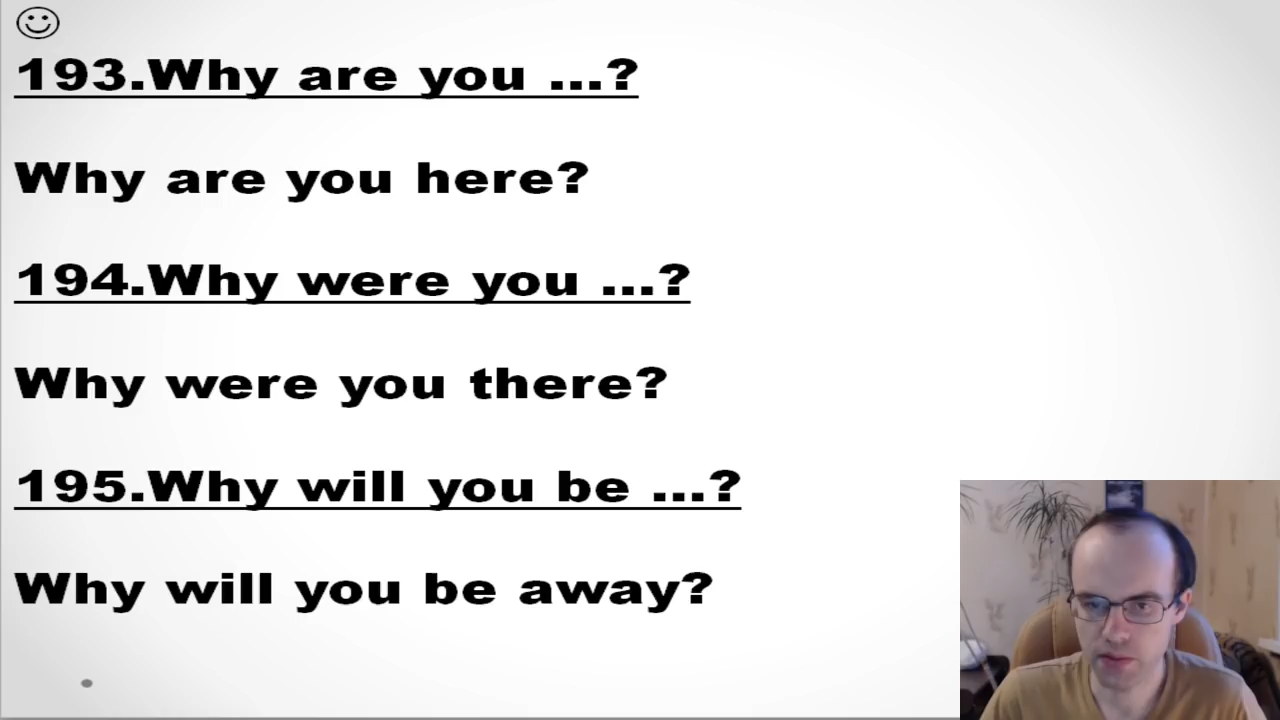 193.Why are you ...?
Why are you here?
194.Why were you ...?
Why were you there?
195.Why will you be ...?
Why will you be away?